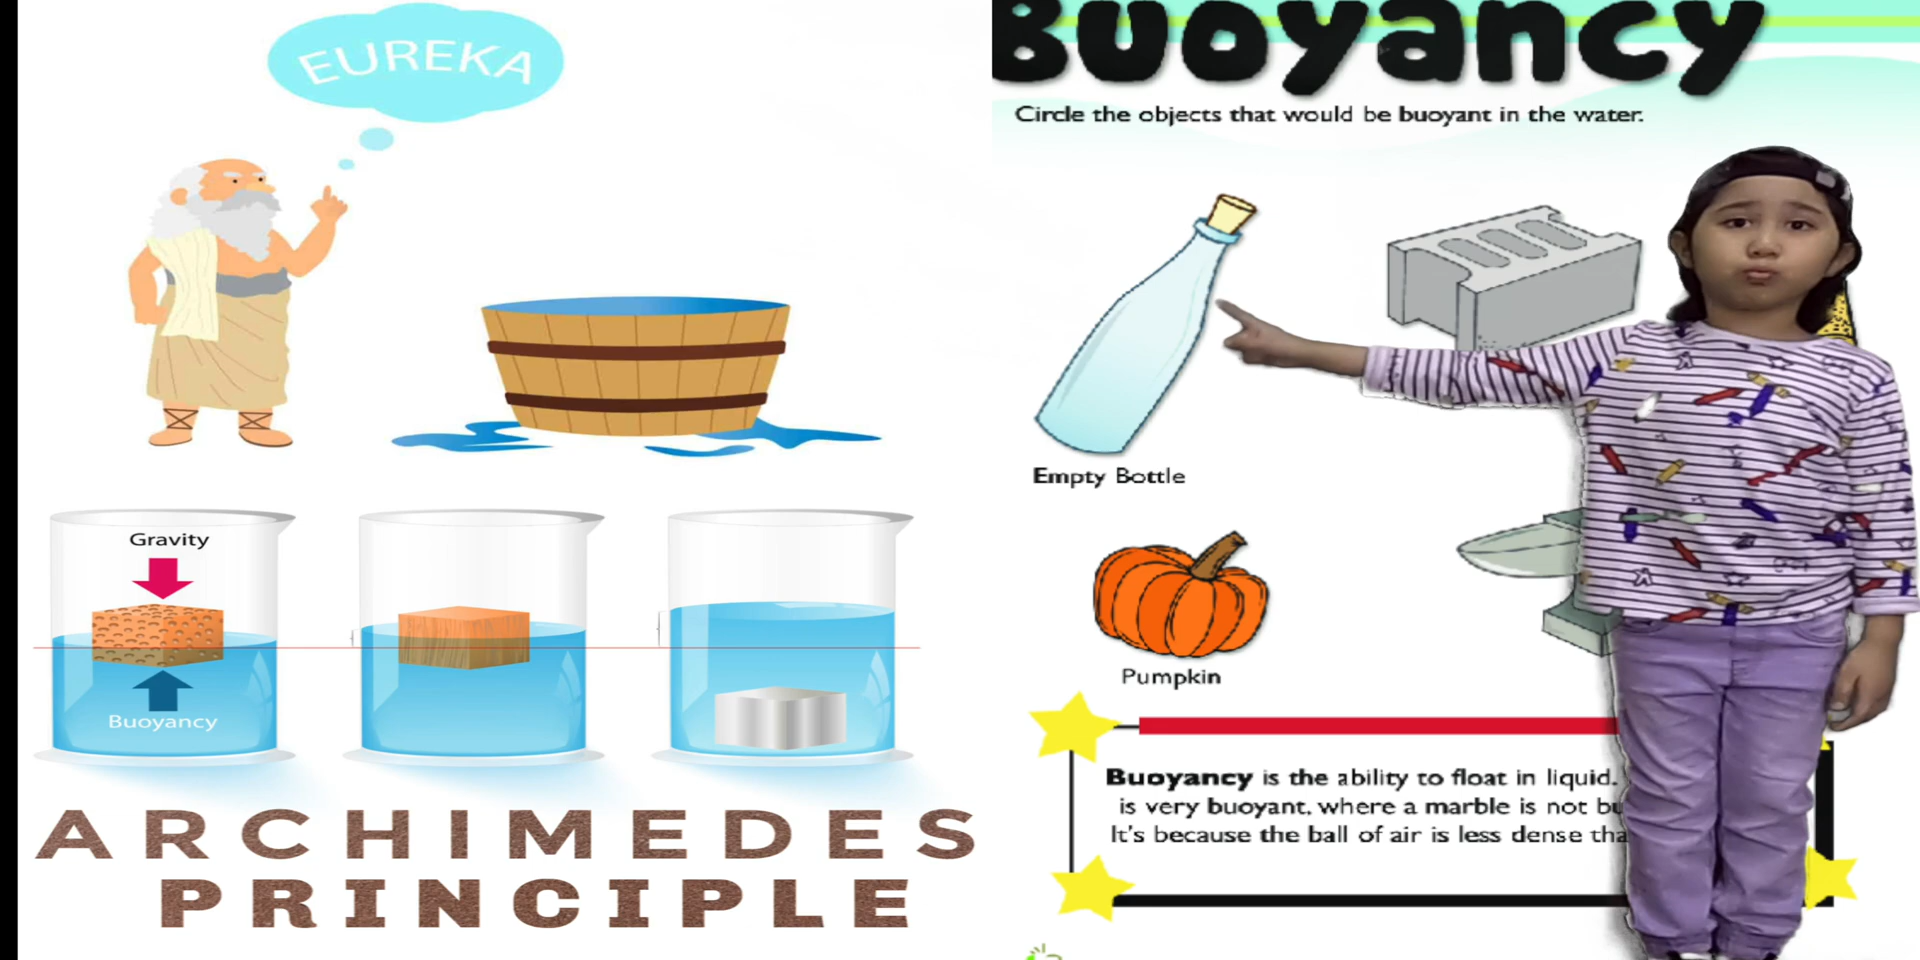 EUREKA
Gravity
Buoyancy
ARCHIMEDES
PRINCIPLE
Buoyancy
Circle the objects that would be buoyant in the water.
Empty Bottle
Pumpkin
Buoyancy is the ability to float in liquid.
is very buoyant, where a marble is not
It's because the ball of air is less dense